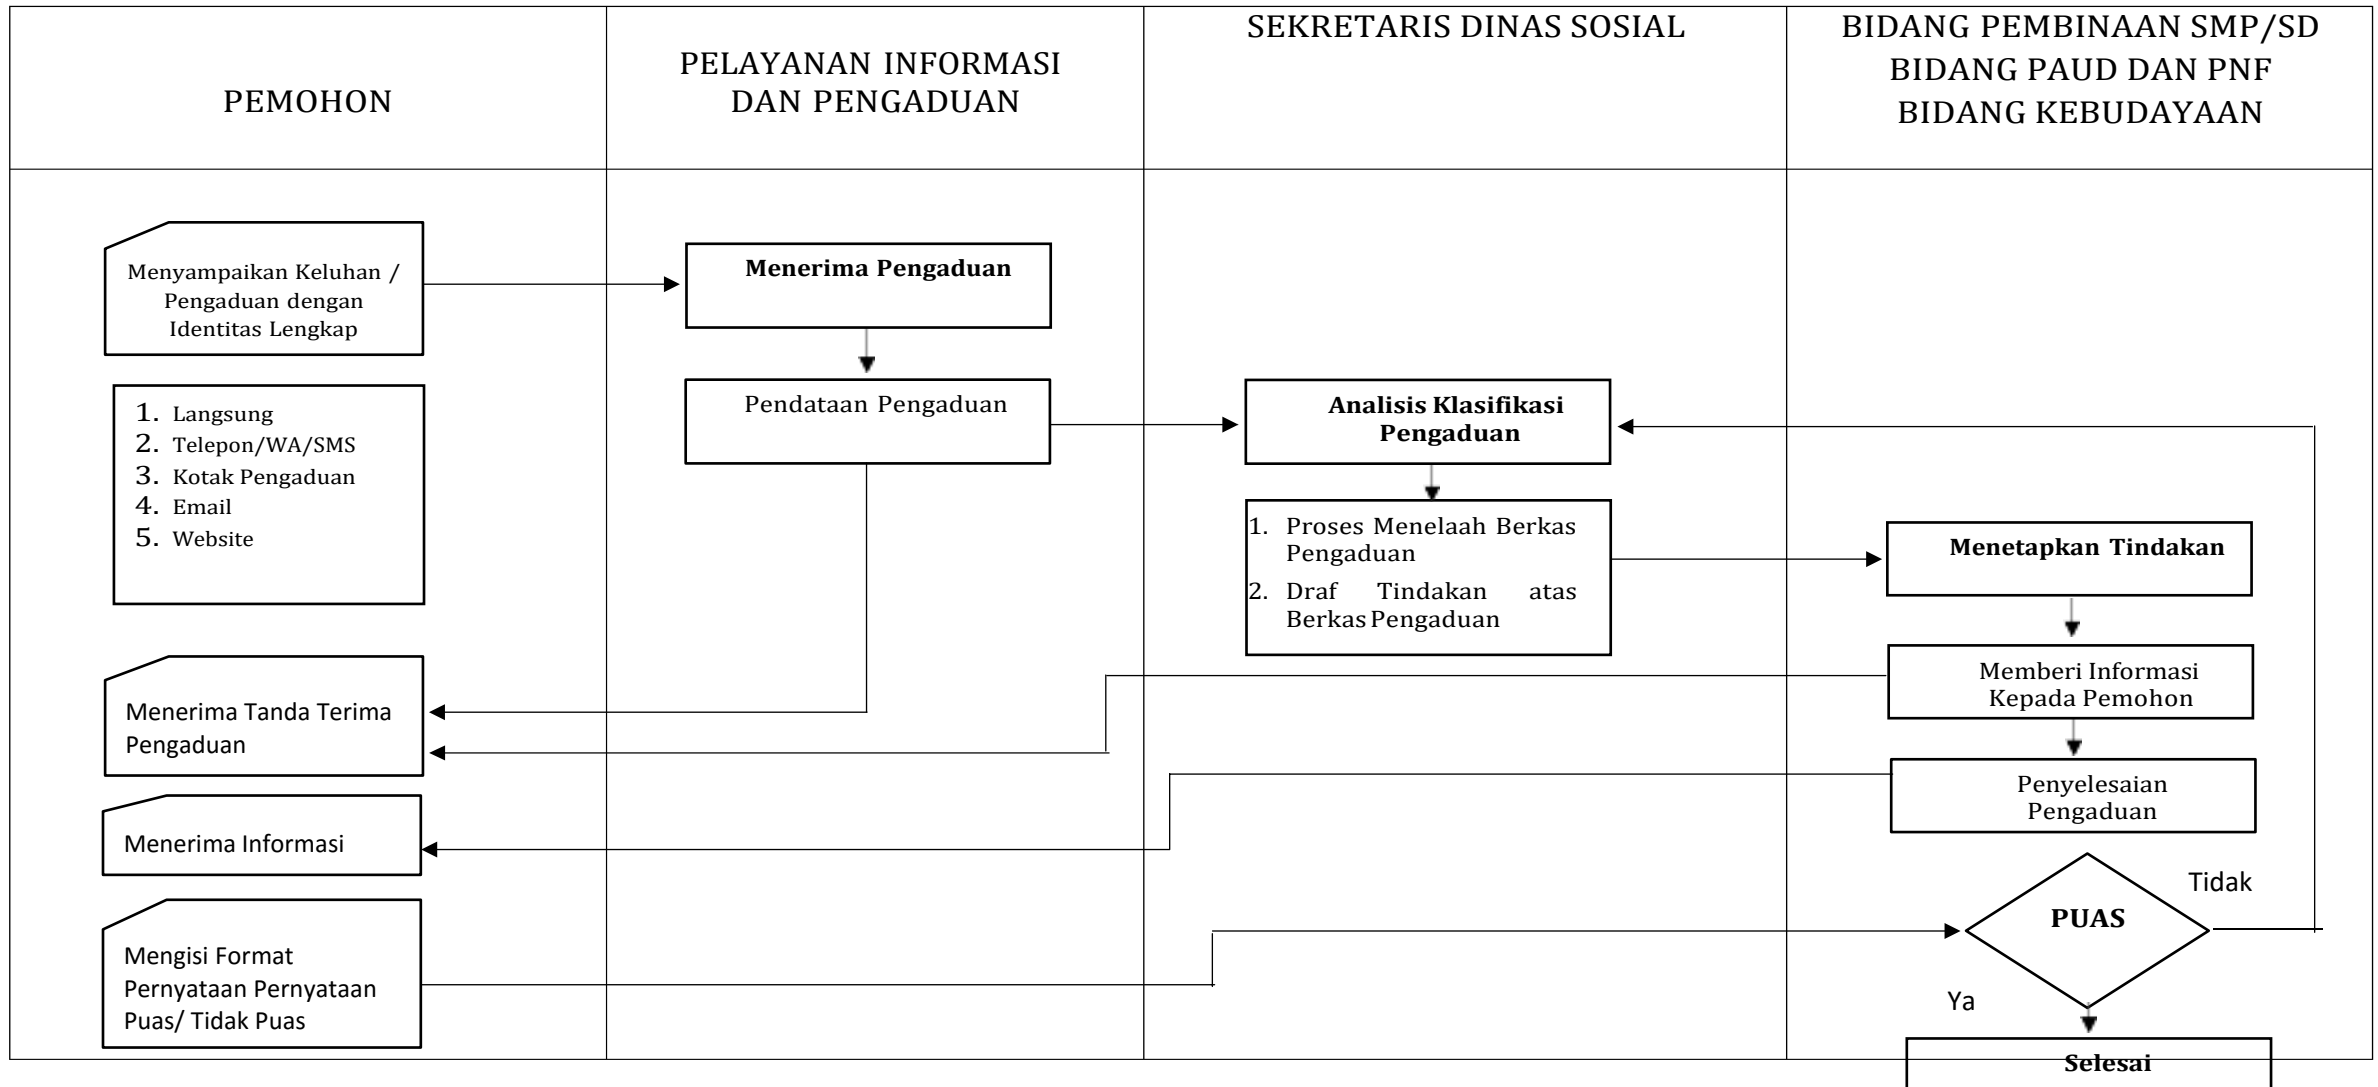 PEMOHON
PELAYANAN INFORMASI
DAN PENGADUAN
SEKRETARIS DINAS SOSIAL
BIDANG PEMBINAAN SMP/SD
BIDANG PAUD DAN PNF
BIDANG KEBUDAYAAN
Menyampaikan Keluhan /
Pengaduan dengan
Identitas Lengkap
Menerima Pengaduan
1. Langsung
2. Telepon/WA/SMS
3. Kotak Pengaduan
4. Email
5. Website
Pendataan Pengaduan
Analisis Klasifikasi
Pengaduan
1. Proses Menelaah Berkas
Pengaduan
2. Draf Tindakan atas
Berkas Pengaduan
Menetapkan Tindakan
Memberi Informasi
Kepada Pemohon
Menerima Tanda Terima
Pengaduan
Penyelesaian
Pengaduan
Menerima Informasi
Tidak
PUAS
Mengisi Format
Pernyataan Pernyataan
Puas/ Tidak Puas
Ya
Selesai